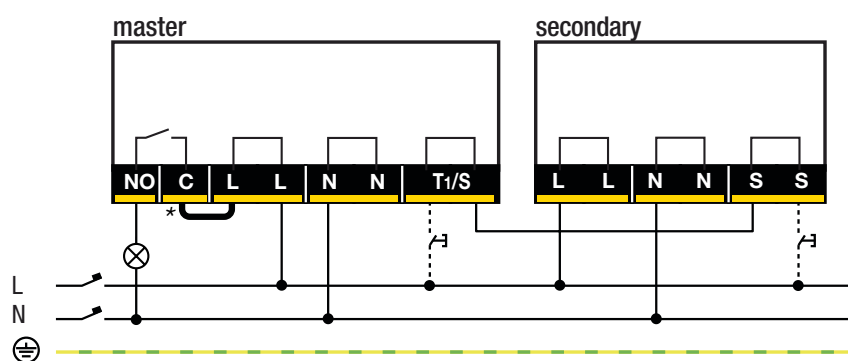 master secondary
NO C L L N N T1/S L L N N S S
*
L
N